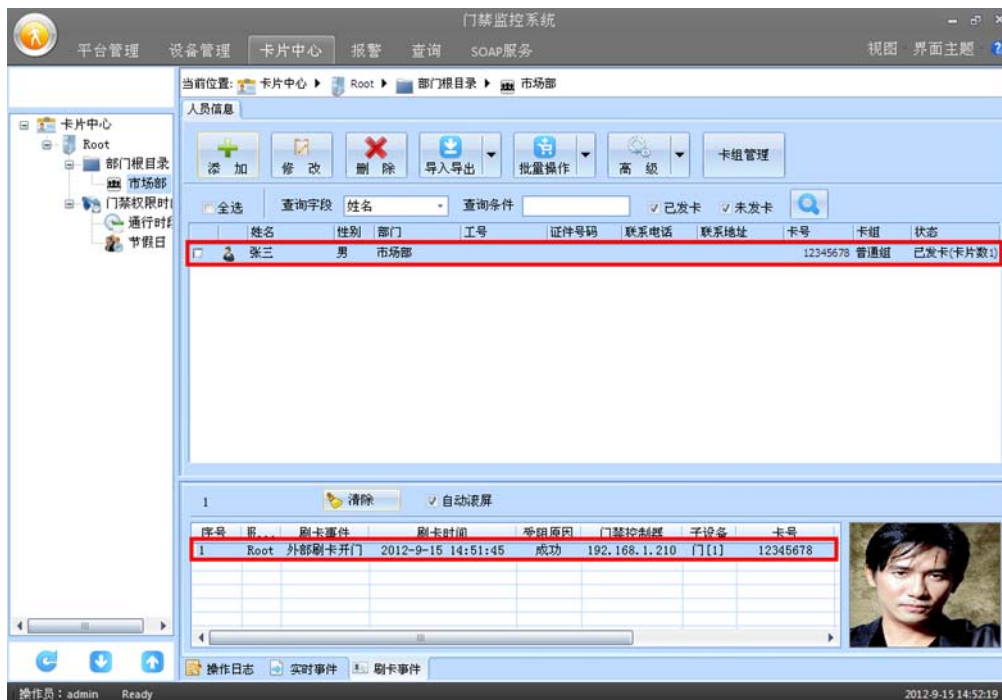 门禁监控系统
平台管理 设备管理 卡片中心 报警 查询 SOAP服务 视图 界面主题 ?
当前位置: 卡片中心 Root 部门根目录 市场部
人员信息
卡片中心
Root
部门根目录
市场部
门禁权限时
通行时
节假日
添 加 修 改 删 除 导入导出 批量操作 高 级 卡组管理
全选 查询字段 姓名 查询条件 已发卡 未发卡
姓名 性别 部门 工号 证件号码 联系电话 联系地址 卡号 卡组 状态
张三 男 市场部 12345678 普通组 已发卡(卡片数1)
1 清除 自动滚屏
序号 服... 刷卡事件 刷卡时间 受阻原因 门禁控制器 子设备 卡号
1 Root 外部刷卡开门 2012-9-15 14:51:45 成功 192.168.1.210 门[1] 12345678
操作日志 实时事件 刷卡事件
操作员：admin Ready 2012-9-15 14:52:19